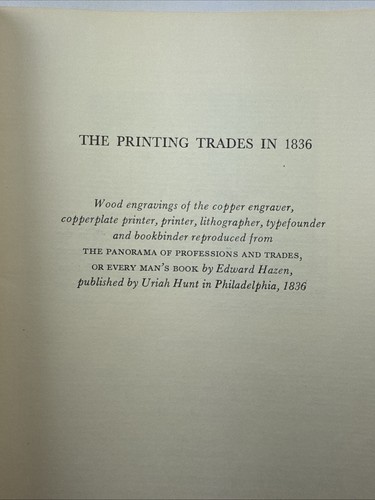 THE PRINTING TRADES IN 1836
Wood engravings of the copper engraver,
copperplate printer, printer, lithographer, typefounder
and bookbinder reproduced from
THE PANORAMA OF PROFESSIONS AND TRADES,
OR EVERY MAN'S BOOK by Edward Hazen,
published by Uriah Hunt in Philadelphia, 1836